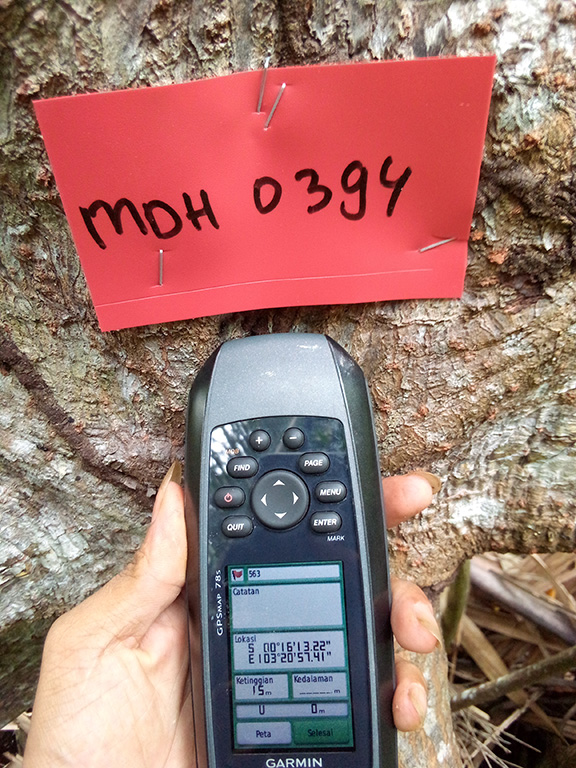 MDH 0394
+ −
FIND PAGE
MENU
QUIT ENTER
MARK
GPSMAP 78s
563
Catatan
Lokasi
S 00°16'13.22"
E103°20'57.41"
Ketinggian Kedalaman
15m _____m
U 0m
Peta Selesai
GARMIN